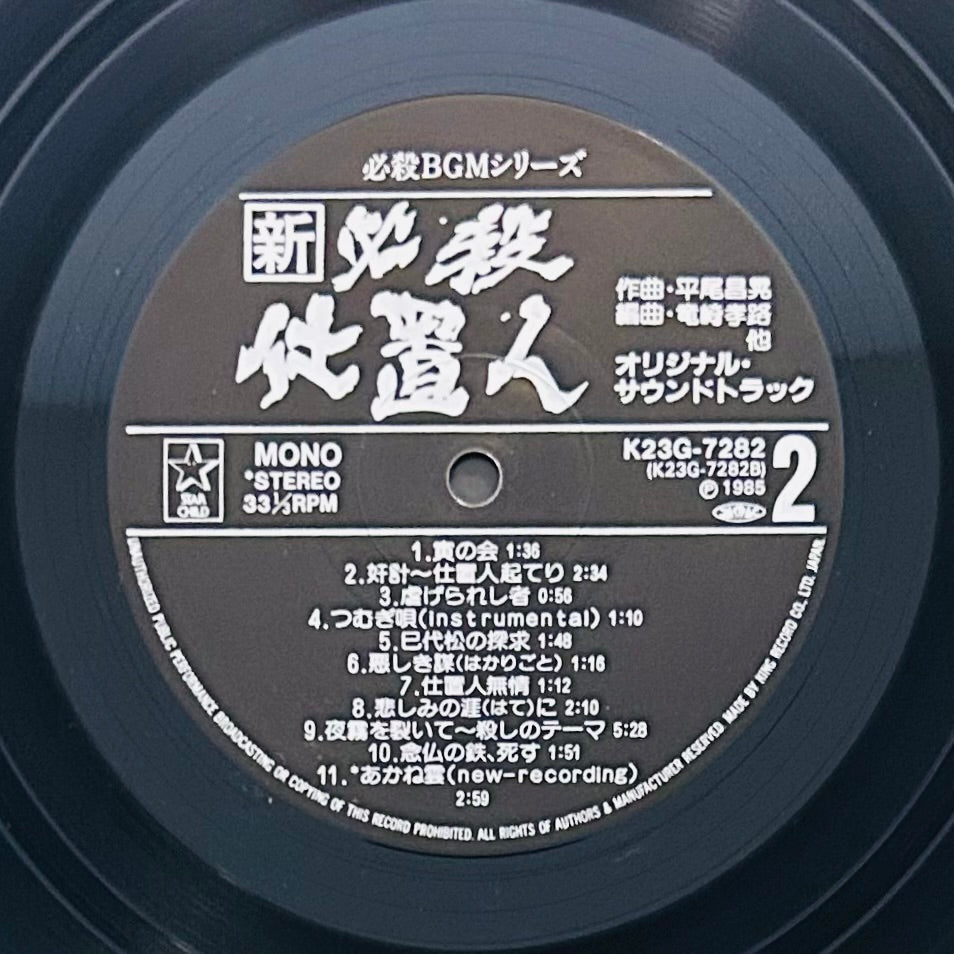 必殺BGMシリーズ
新 必殺
仕置人
作曲・平尾昌晃
編曲・竜崎孝路
他
オリジナル・
サウンドトラック
STAR
CHILD
MONO
*STEREO
33⅓RPM
K23G-7282
(K23G-7282B)
Ⓟ 1985
2
1.寅の会 1:36
2.奸計〜仕置人起てり 2:34
3.虐げられし者 0:56
4.つむぎ唄(instrumental) 1:10
5.巳代松の探求 1:48
6.悪しき謀(はかりごと) 1:16
7.仕置人無情 1:12
8.悲しみの涯(はて)に 2:10
9.夜霧を裂いて〜殺しのテーマ 5:28
10.念仏の鉄、死す 1:51
11.*あかね雲(new-recording)
2:59
UNAUTHORIZED PUBLIC PERFORMANCE BROADCASTING OR COPYING OF THIS RECORD PROHIBITED. ALL RIGHTS OF AUTHORS & MANUFACTURER RESERVED. MADE BY KING RECORD CO., LTD. JAPAN